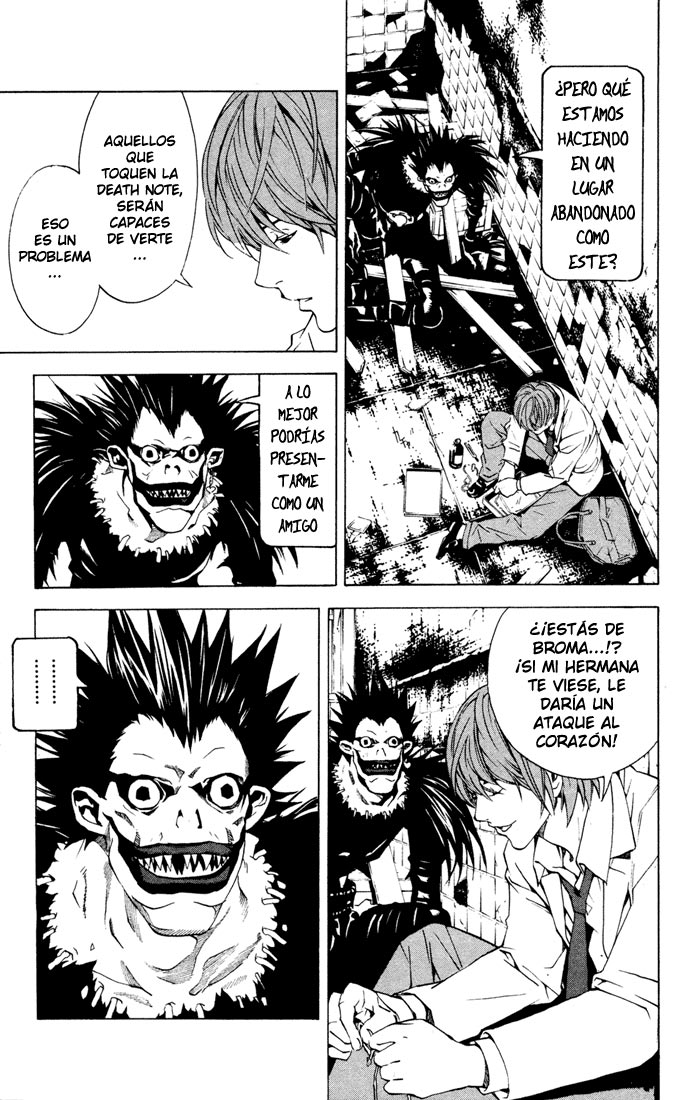 ¿PERO QUÉ
ESTAMOS
HACIENDO
EN UN
LUGAR
ABANDONADO
COMO
ESTE?
AQUELLOS
QUE
TOQUEN LA
DEATH NOTE,
SERÁN
CAPACES
DE VERTE
...
ESO
ES UN
PROBLEMA
...
A LO
MEJOR
PODRÍAS
PRESEN-
TARME
COMO UN
AMIGO
¿¡ESTÁS DE
BROMA...!?
¡SI MI HERMANA
TE VIESE, LE
DARÍA UN
ATAQUE AL
CORAZÓN!